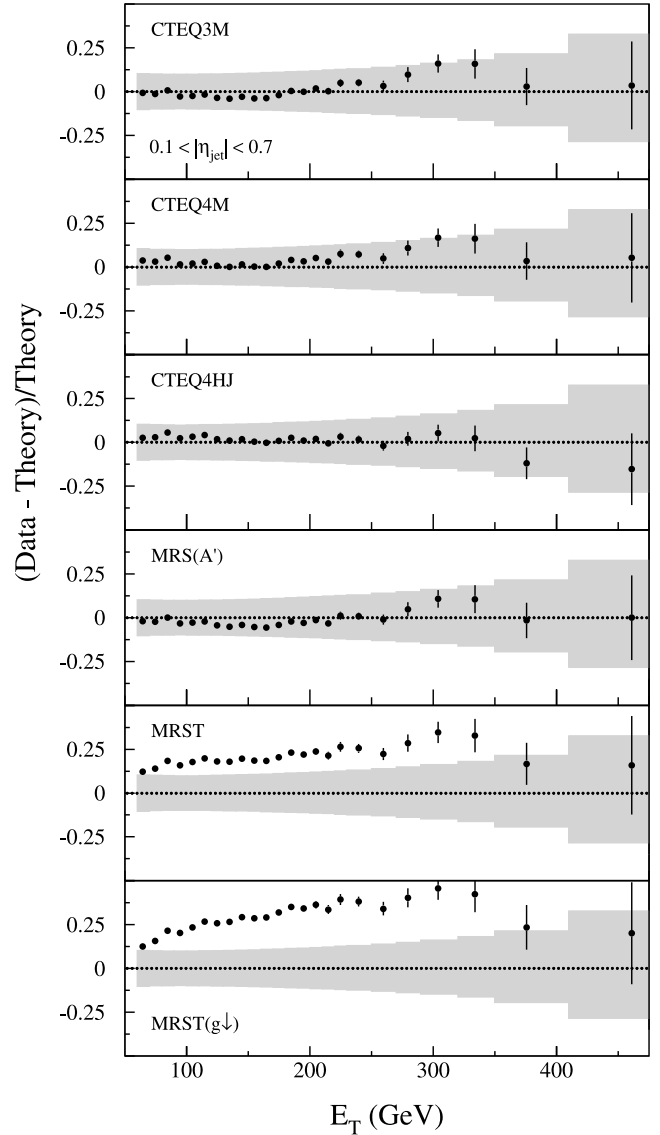 CTEQ3M
0.25
0
-0.25
0.1 < |η_jet| < 0.7
CTEQ4M
0.25
0
-0.25
CTEQ4HJ
0.25
0
-0.25
(Data - Theory)/Theory
MRS(A')
0.25
0
-0.25
MRST
0.25
0
-0.25
0.25
0
-0.25
MRST(g↓)
100 200 300 400
E_T (GeV)